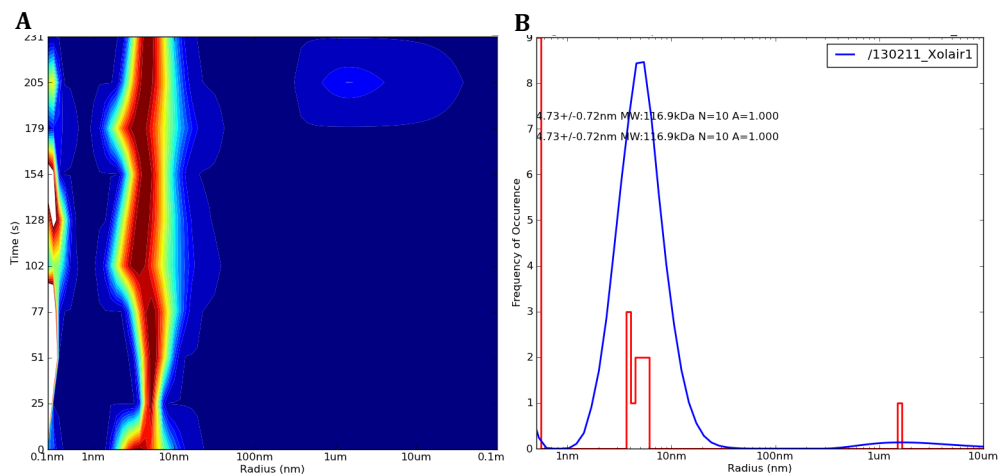 A
B
231
205
179
154
128
102
77
51
25
0
Time (s)
0.1nm
1nm
10nm
10um
0.1m
Radius (nm)
9
8
7
6
5
4
3
2
1
0
Frequency of Occurence
/130211_Xolair1
4.73+/-0.72nm MW:116.9kDa N=10 A=1.000
4.73+/-0.72nm MW:116.9kDa N=10 A=1.000
1nm
10nm
1um
10um
Radius (nm)